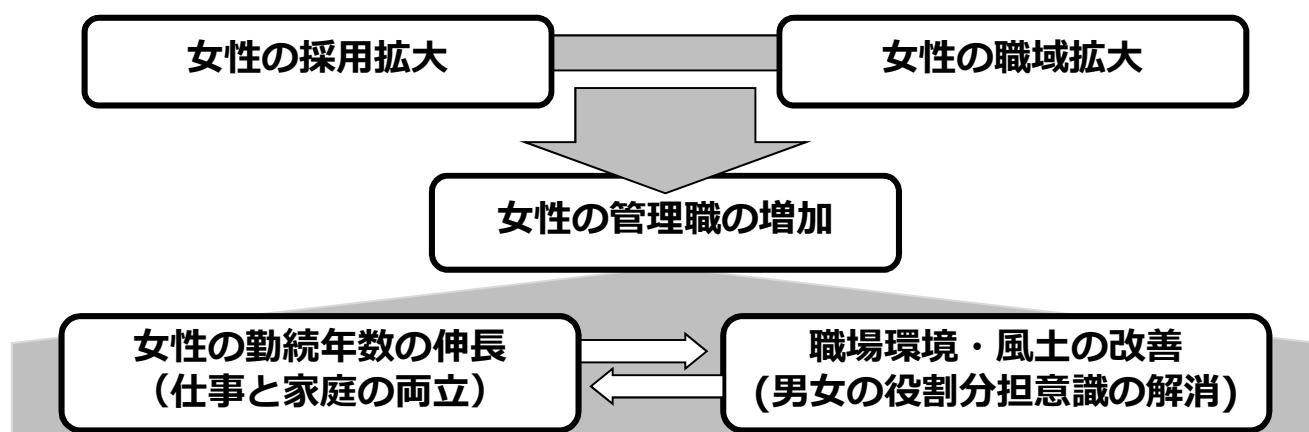 女性の採用拡大
女性の職域拡大
女性の管理職の増加
女性の勤続年数の伸長
（仕事と家庭の両立）
職場環境・風土の改善
(男女の役割分担意識の解消)